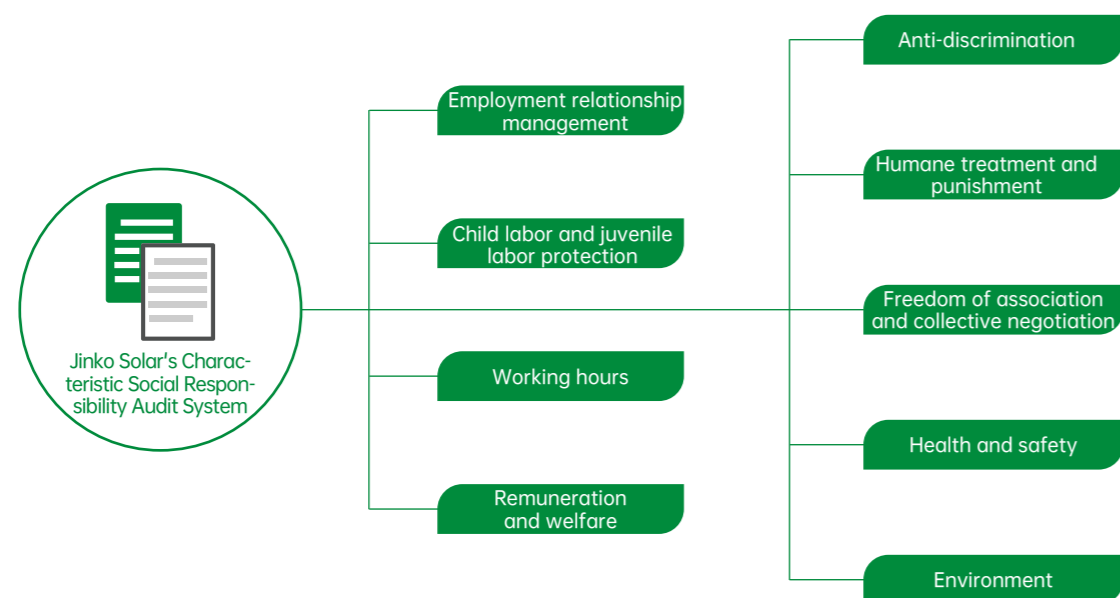 Jinko Solar's Charac-
teristic Social Respon-
sibility Audit System
Employment relationship
management
Child labor and juvenile
labor protection
Working hours
Remuneration
and welfare
Anti-discrimination
Humane treatment and
punishment
Freedom of association
and collective negotiation
Health and safety
Environment